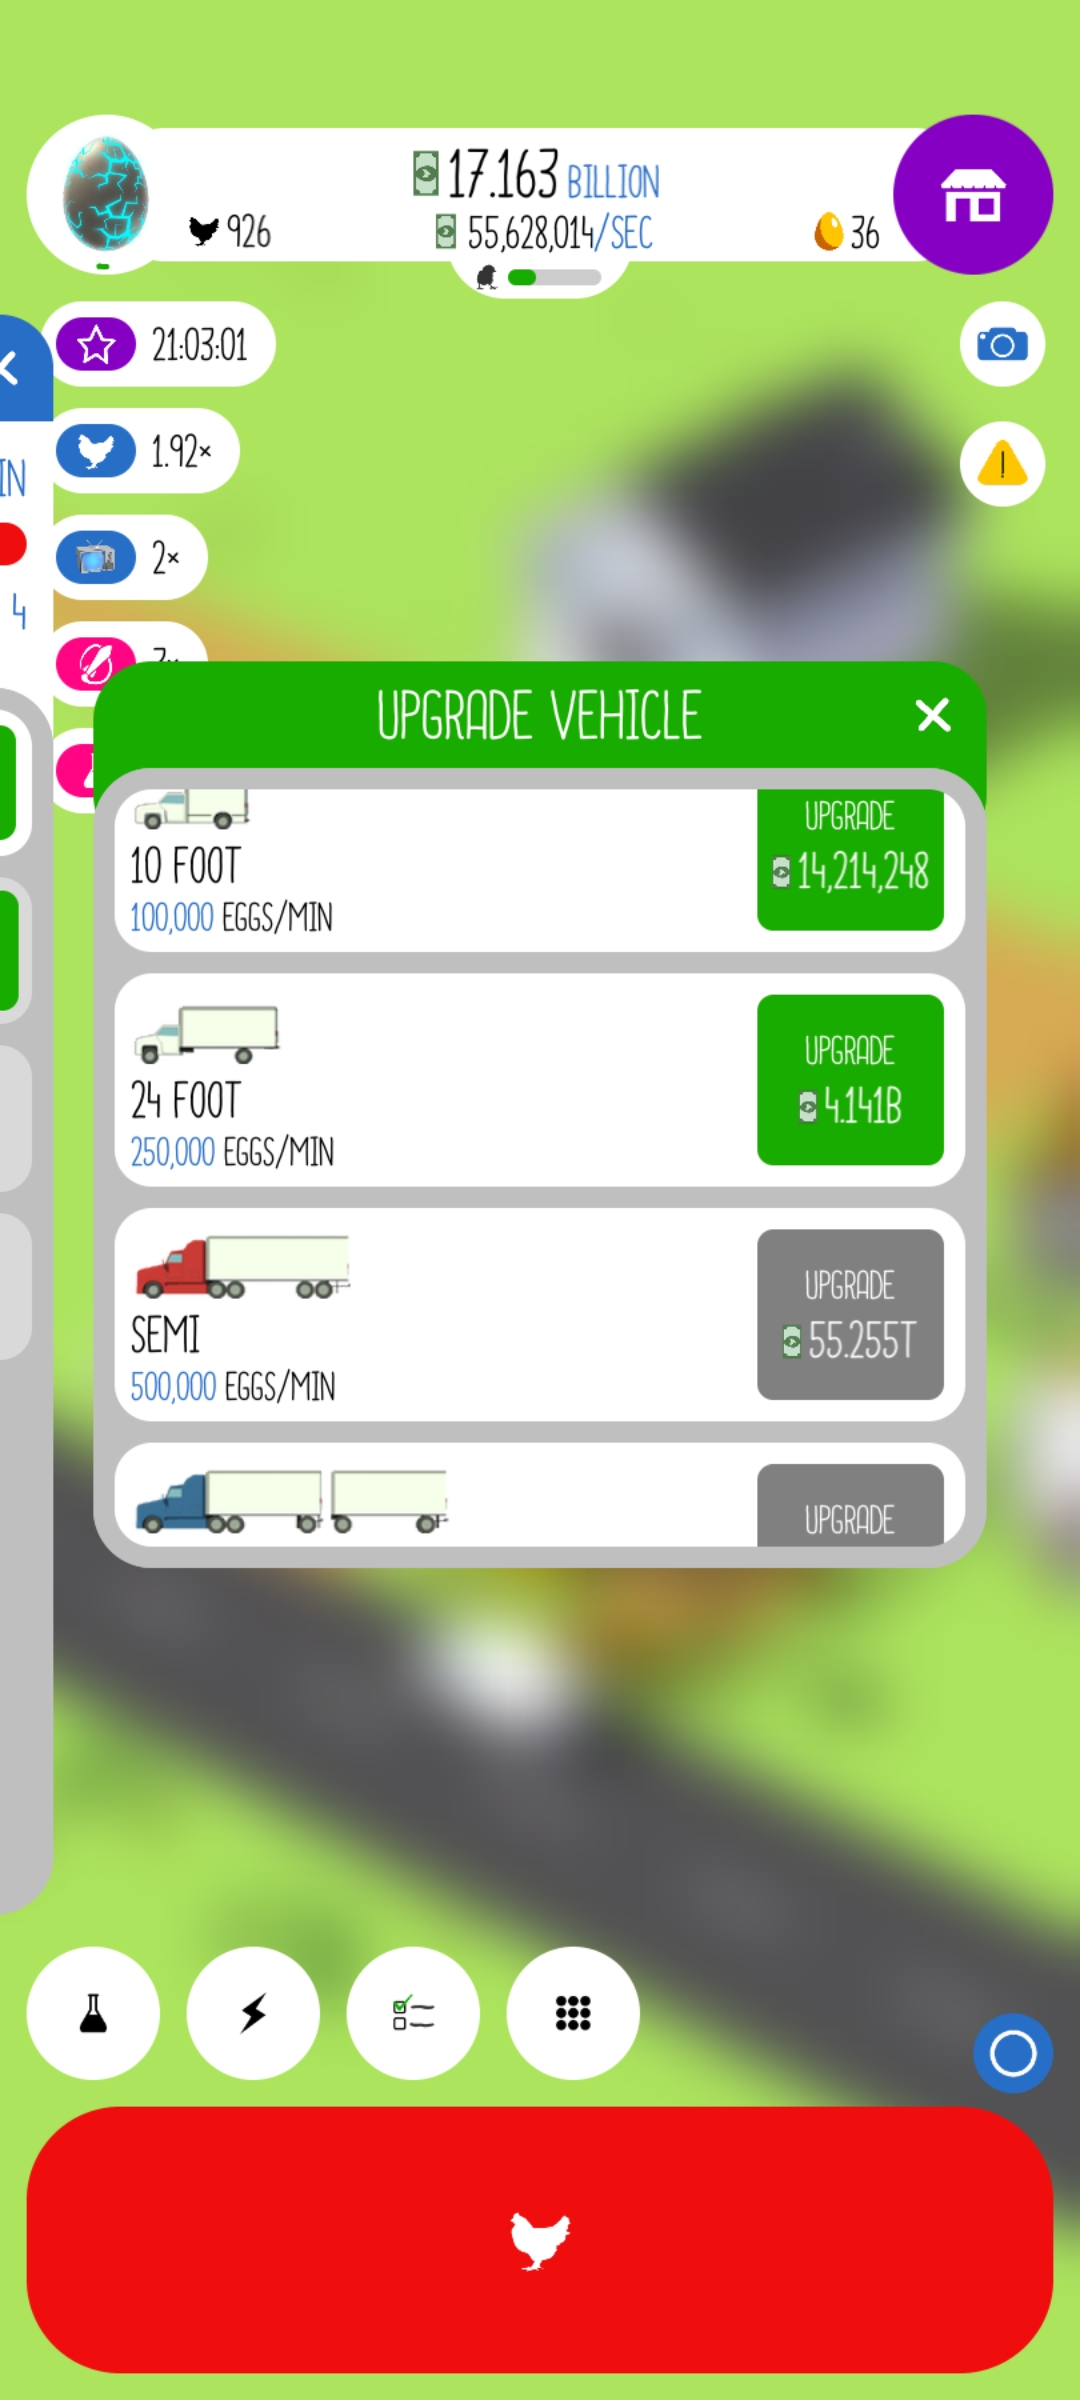 17.163 BILLION
926
55,628,014/SEC
36
21:03:01
1.92×
IN
2×
4
UPGRADE VEHICLE
UPGRADE
14,214,248
10 FOOT
100,000 EGGS/MIN
UPGRADE
4.141B
24 FOOT
250,000 EGGS/MIN
UPGRADE
55.255T
SEMI
500,000 EGGS/MIN
UPGRADE